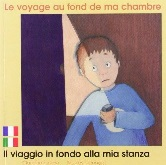 Le voyage au fond de ma chambre
Il viaggio in fondo alla mia stanza